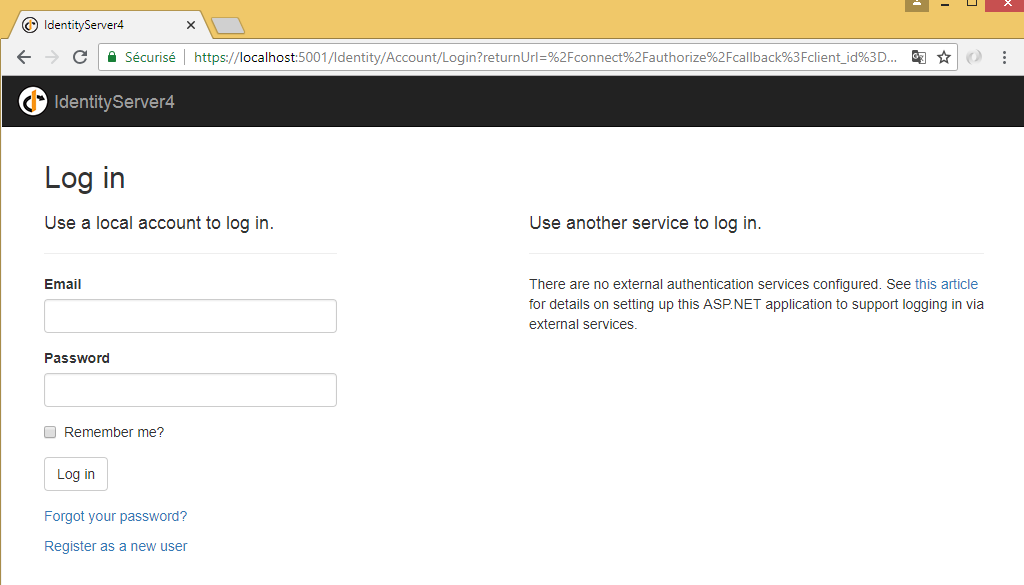 IdentityServer4
Sécurisé
https://localhost:5001/Identity/Account/Login?returnUrl=%2Fconnect%2Fauthorize%2Fcallback%3Fclient_id%3D...
IdentityServer4
Log in
Use a local account to log in.
Email
Password
Remember me?
Log in
Forgot your password?
Register as a new user
Use another service to log in.
There are no external authentication services configured. See this article
for details on setting up this ASP.NET application to support logging in via
external services.